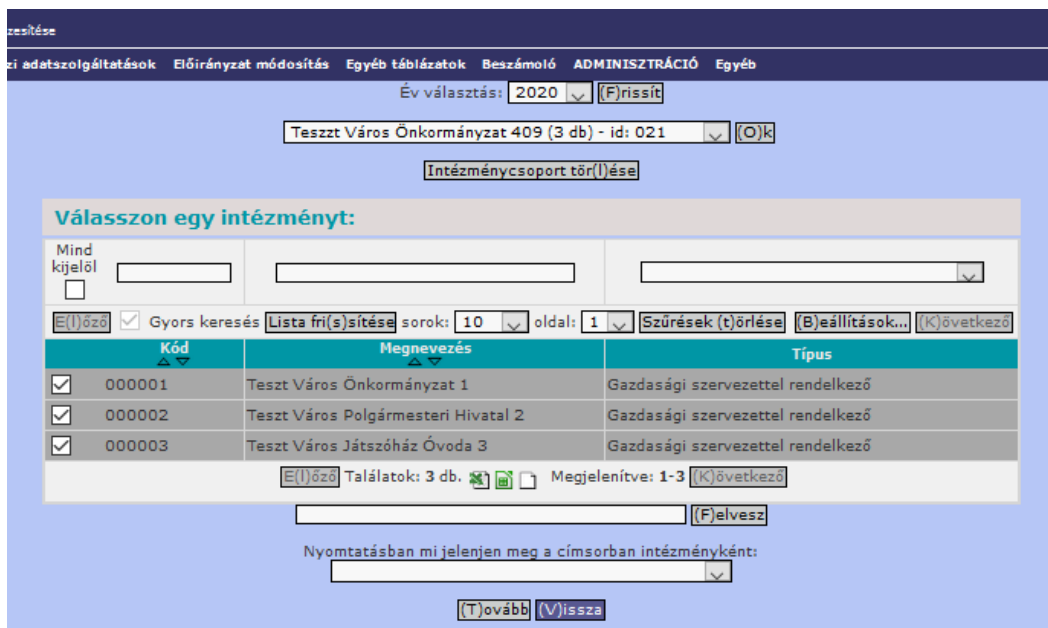 zesítése
zi adatszolgáltatások Előirányzat módosítás Egyéb táblázatok Beszámoló ADMINISZTRÁCIÓ Egyéb
Év választás: 2020 (F)rissít
Teszzt Város Önkormányzat 409 (3 db) - id: 021 (O)k
Intézménycsoport tör(l)ése
Válasszon egy intézményt:
Mind
kijelöl
E(l)őző Gyors keresés Lista fri(s)sítése sorok: 10 oldal: 1 Szűrések (t)örlése (B)eállítások... (K)övetkező
Kód Megnevezés Típus
000001 Teszt Város Önkormányzat 1 Gazdasági szervezettel rendelkező
000002 Teszt Város Polgármesteri Hivatal 2 Gazdasági szervezettel rendelkező
000003 Teszt Város Játszóház Óvoda 3 Gazdasági szervezettel rendelkező
E(l)őző Találatok: 3 db. Megjelenítve: 1-3 (K)övetkező
(F)elvesz
Nyomtatásban mi jelenjen meg a címsorban intézményként:
(T)ovább (V)issza